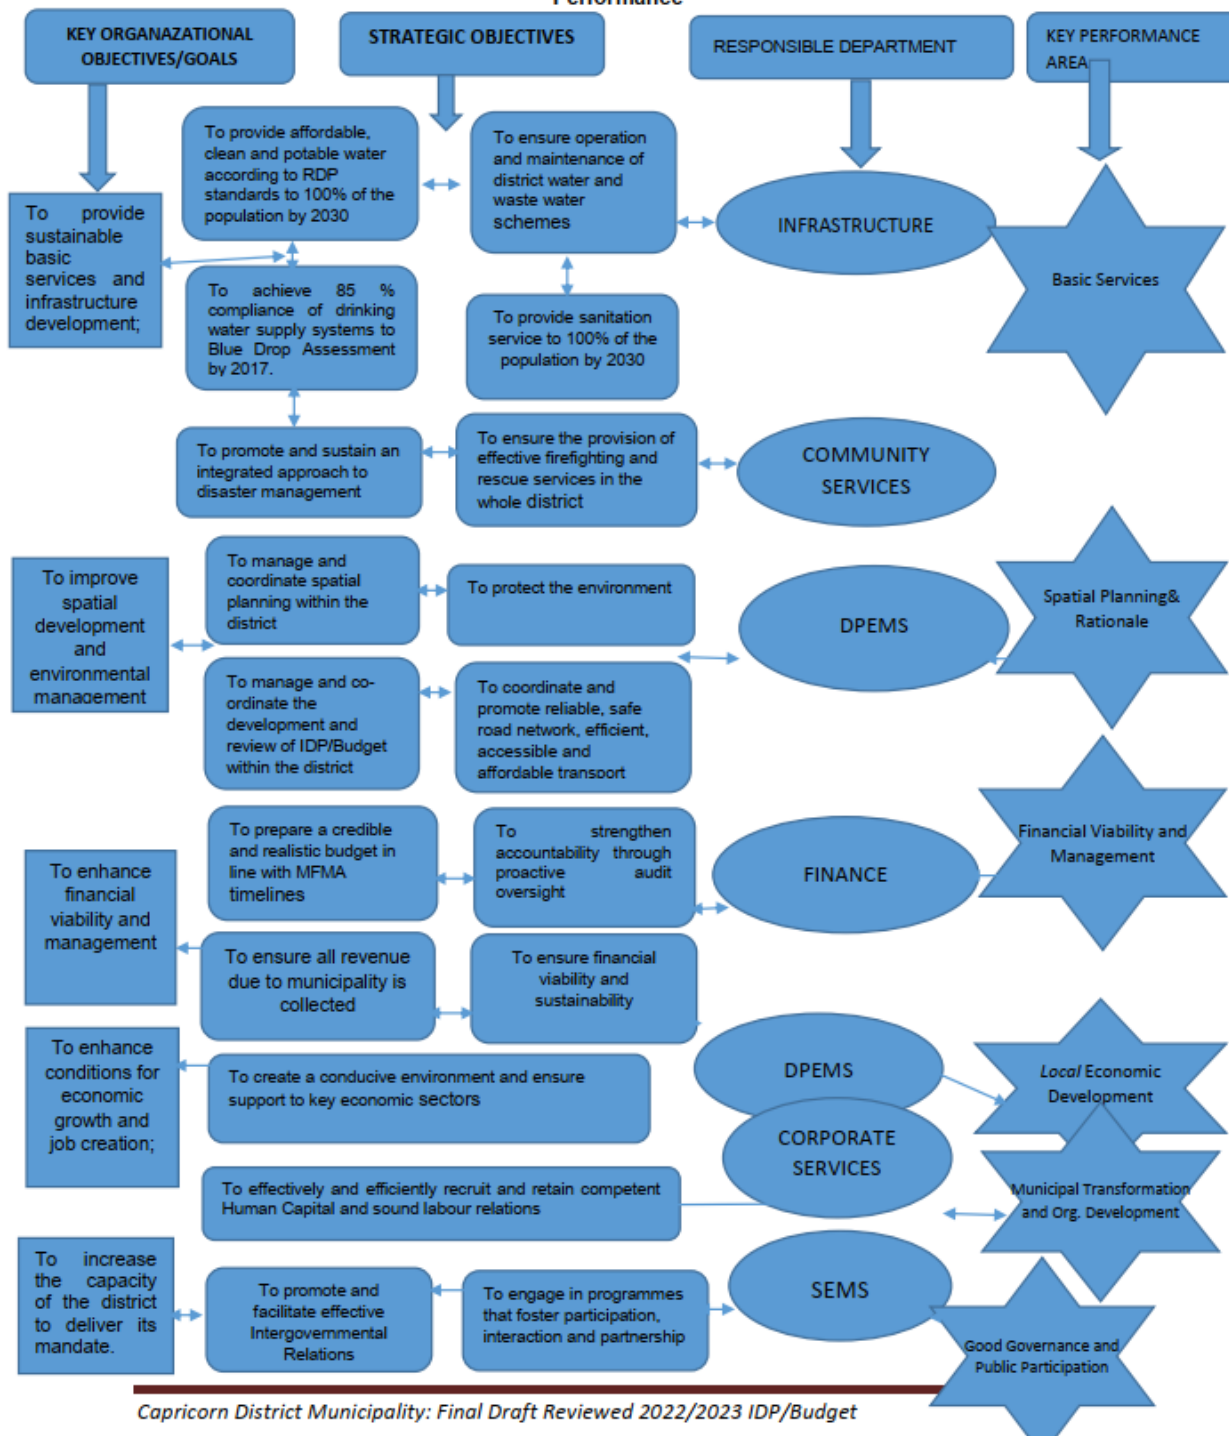 Performance
KEY ORGANAZATIONAL
OBJECTIVES/GOALS
STRATEGIC OBJECTIVES
RESPONSIBLE DEPARTMENT
KEY PERFORMANCE
AREA
To provide
sustainable
basic
services and
infrastructure
development;
To provide affordable,
clean and potable water
according to RDP
standards to 100% of the
population by 2030
To ensure operation
and maintenance of
district water and
waste water
schemes
INFRASTRUCTURE
Basic Services
To achieve 85 %
compliance of drinking
water supply systems to
Blue Drop Assessment
by 2017.
To provide sanitation
service to 100% of the
population by 2030
To promote and sustain an
integrated approach to
disaster management
To ensure the provision of
effective firefighting and
rescue services in the
whole district
COMMUNITY
SERVICES
To improve
spatial
development
and
environmental
management
To manage and
coordinate spatial
planning within the
district
To protect the environment
DPEMS
Spatial Planning&
Rationale
To manage and co-
ordinate the
development and
review of IDP/Budget
within the district
To coordinate and
promote reliable, safe
road network, efficient,
accessible and
affordable transport
To enhance
financial
viability and
management
To prepare a credible
and realistic budget in
line with MFMA
timelines
To strengthen
accountability through
proactive audit
oversight
FINANCE
Financial Viability and
Management
To ensure all revenue
due to municipality is
collected
To ensure financial
viability and
sustainability
To enhance
conditions for
economic
growth and
job creation;
To create a conducive environment and ensure
support to key economic sectors
DPEMS
Local Economic
Development
To effectively and efficiently recruit and retain competent
Human Capital and sound labour relations
CORPORATE
SERVICES
Municipal Transformation
and Org. Development
To increase
the capacity
of the district
to deliver its
mandate.
To promote and
facilitate effective
Intergovernmental
Relations
To engage in programmes
that foster participation,
interaction and partnership
SEMS
Good Governance and
Public Participation
Capricorn District Municipality: Final Draft Reviewed 2022/2023 IDP/Budget